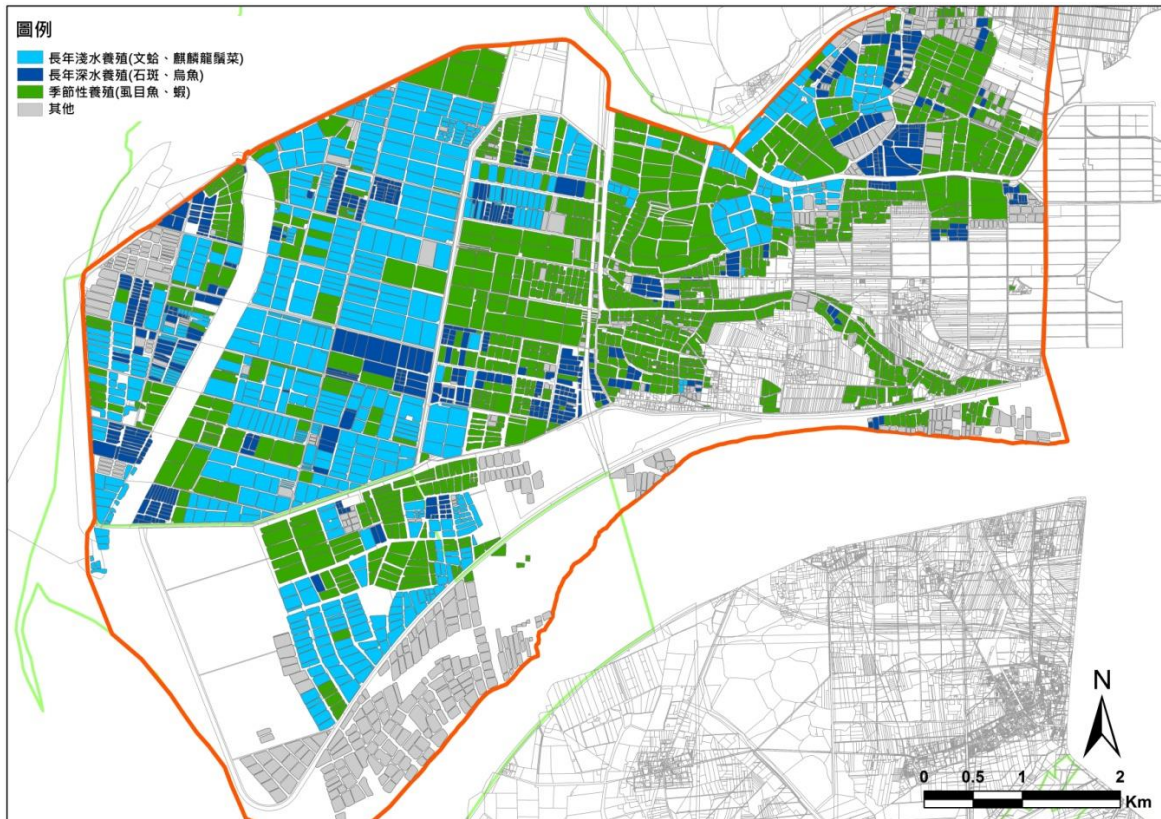 圖例
長年淺水養殖(文蛤、麒麟龍鬚菜)
長年深水養殖(石斑、烏魚)
季節性養殖(虱目魚、蝦)
其他
N
0 0.5 1 2
Km